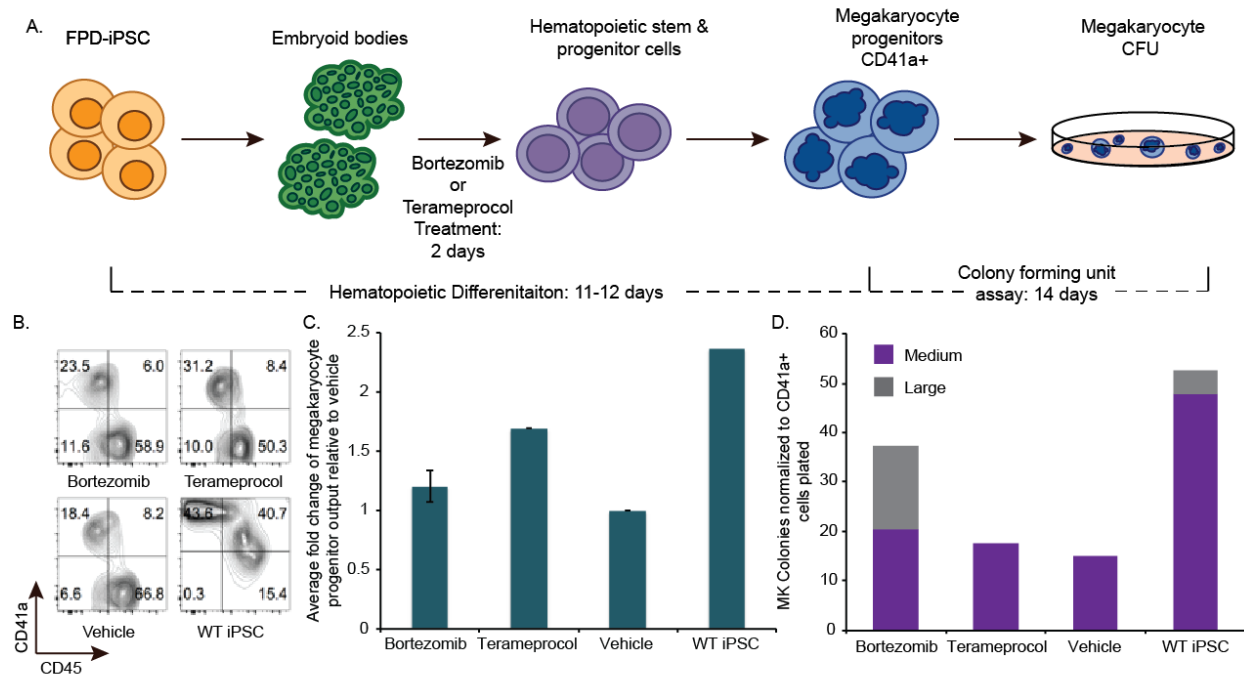 A.
FPD-iPSC
Embryoid bodies
Hematopoietic stem &
progenitor cells
Megakaryocyte
progenitors
CD41a+
Megakaryocyte
CFU
Bortezomib
or
Terameprocol
Treatment:
2 days
Hematopoietic Differenitaiton: 11-12 days
Colony forming unit
assay: 14 days
B.
23.5 6.0
11.6 58.9
Bortezomib
31.2 8.4
10.0 50.3
Terameprocol
18.4 8.2
6.6 66.8
Vehicle
43.6 40.7
0.3 15.4
WT iPSC
CD41a
CD45
C.
Average fold change of megakaryocyte
progenitor output relative to vehicle
2.5
2
1.5
1
0.5
0
Bortezomib Terameprocol Vehicle WT iPSC
D.
MK Colonies normalized to CD41a+
cells plated
60
50
40
30
20
10
0
Medium
Large
Bortezomib Terameprocol Vehicle WT iPSC